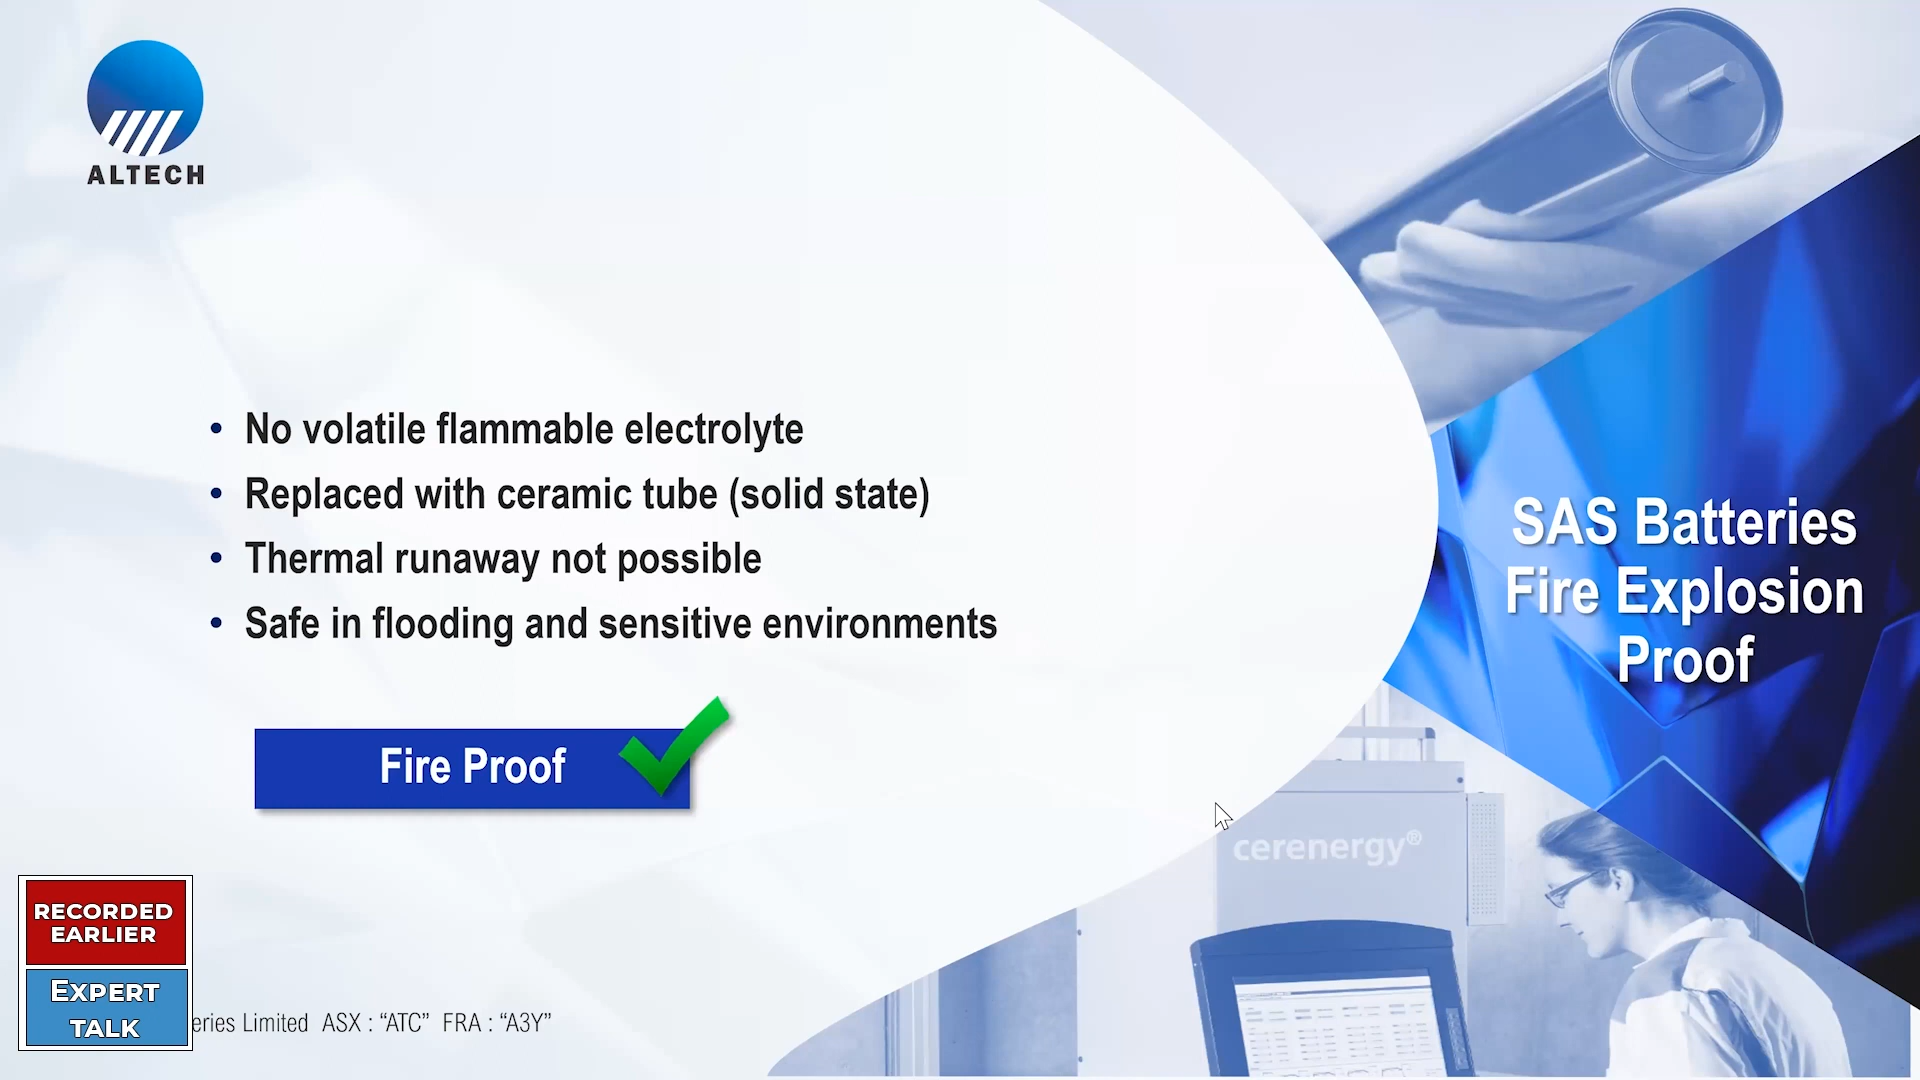 ALTECH
• No volatile flammable electrolyte
• Replaced with ceramic tube (solid state)
• Thermal runaway not possible
• Safe in flooding and sensitive environments
Fire Proof
SAS Batteries
Fire Explosion
Proof
cerenergy®
RECORDED
EARLIER
EXPERT
TALK
eries Limited ASX : “ATC” FRA : “A3Y”